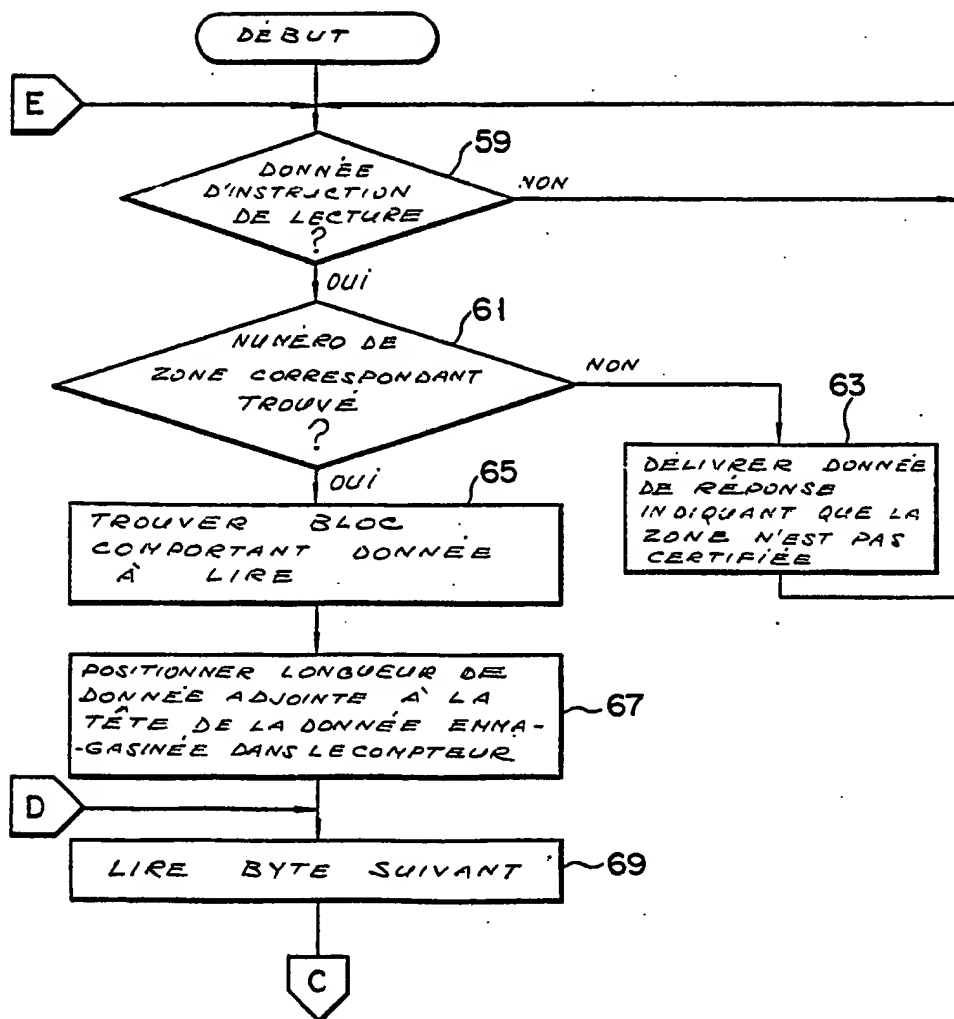 DÉBUT
E
59
DONNÉE
D'INSTRUCTION
DE LECTURE
?
NON
OUI
61
NUMÉRO DE
ZONE CORRESPONDANT
TROUVÉ
?
NON
OUI
63
DÉLIVRER DONNÉE
DE RÉPONSE
INDIQUANT QUE LA
ZONE N'EST PAS
CERTIFIÉE
65
TROUVER BLOC
COMPORTANT DONNÉE
À LIRE
POSITIONNER LONGUEUR DE
DONNÉE ADJOINTE À LA
TÊTE DE LA DONNÉE EMMA-
-GASINÉE DANS LE COMPTEUR
67
D
LIRE BYTE SUIVANT
69
C